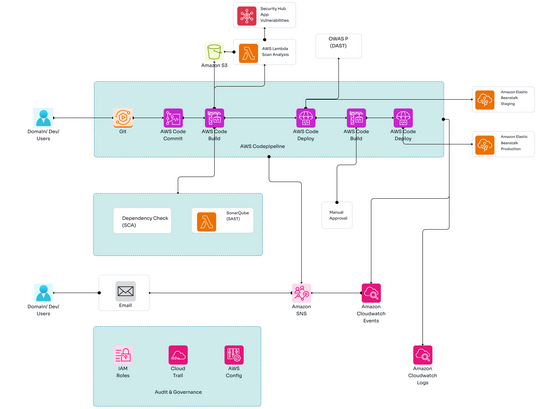 Security Hub
App
Vulnerabilities
OWAS P
(DAST)
AWS Lambda
Scan Analysis
Amazon S3
Amazon Elastic
Beanstalk
Staging
Domain/ Dev/
Users
Git
AWS Code
Commit
AWS Code
Build
AWS Code
Deploy
AWS Code
Build
AWS Code
Deploy
AWS Codepipeline
Amazon Elastic
Beanstalk
Production
Dependency Check
(SCA)
SonarQube
(SAST)
Manual
Approval
Domain/ Dev/
Users
Email
Amazon
SNS
Amazon
Cloudwatch
Events
IAM
Roles
Cloud
Trail
AWS
Config
Amazon
Cloudwatch
Logs
Audit & Governance